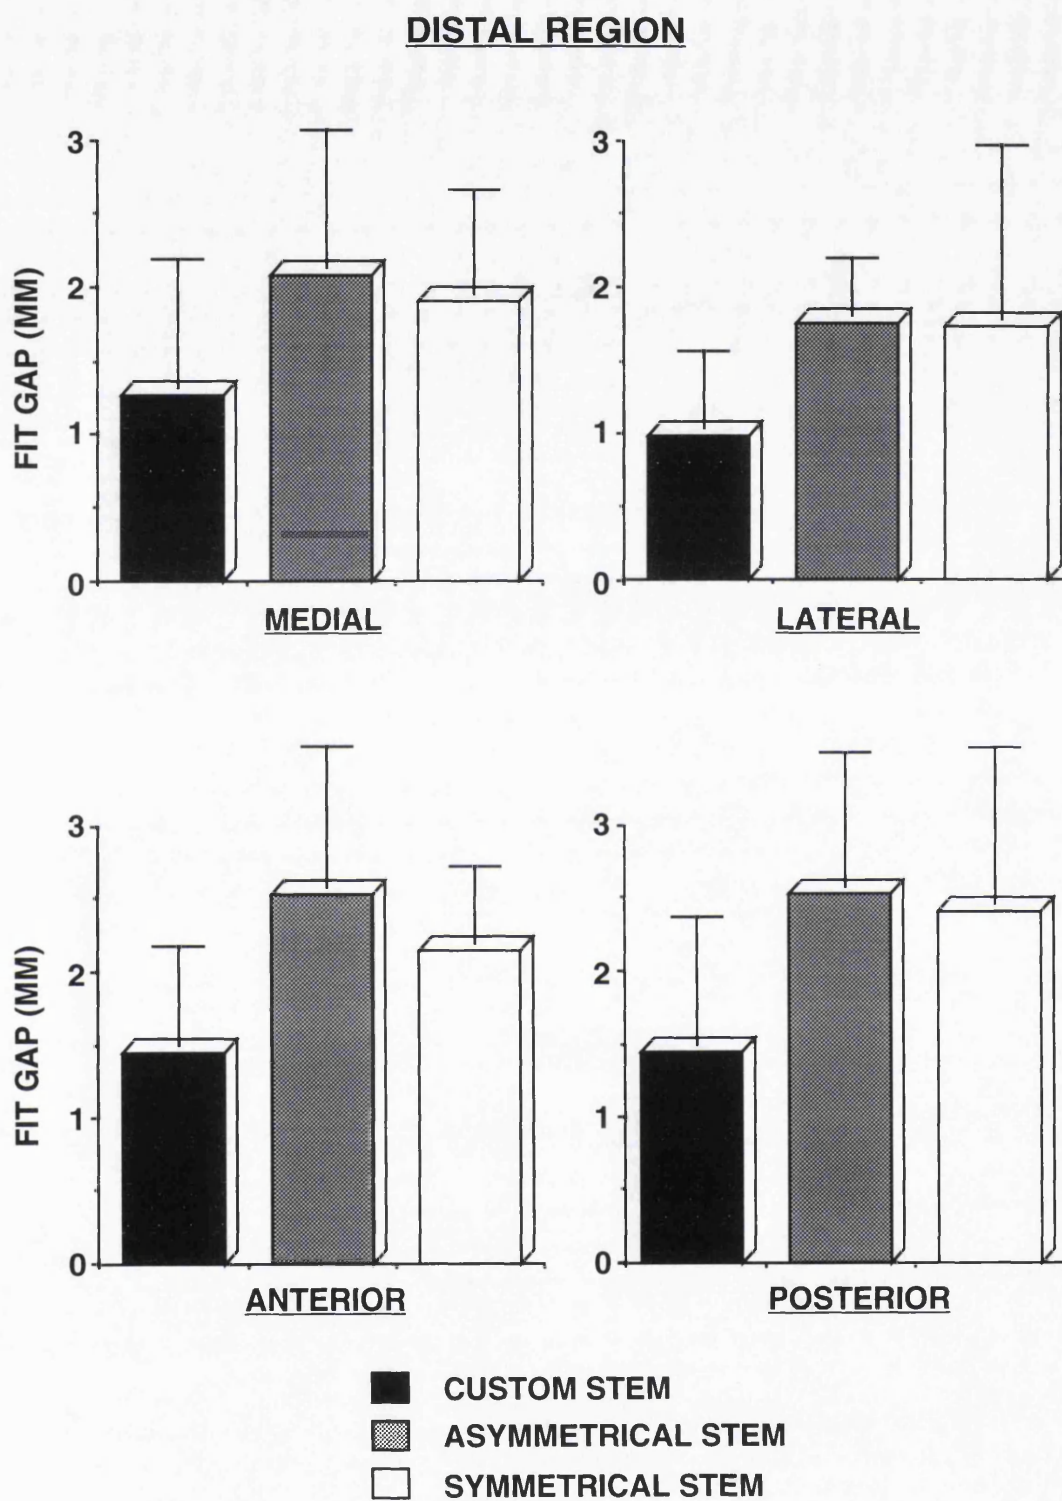 DISTAL REGION
3
2
1
0
FIT GAP (MM)
MEDIAL
3
2
1
0
LATERAL
3
2
1
0
FIT GAP (MM)
ANTERIOR
3
2
1
0
POSTERIOR
CUSTOM STEM
ASYMMETRICAL STEM
SYMMETRICAL STEM